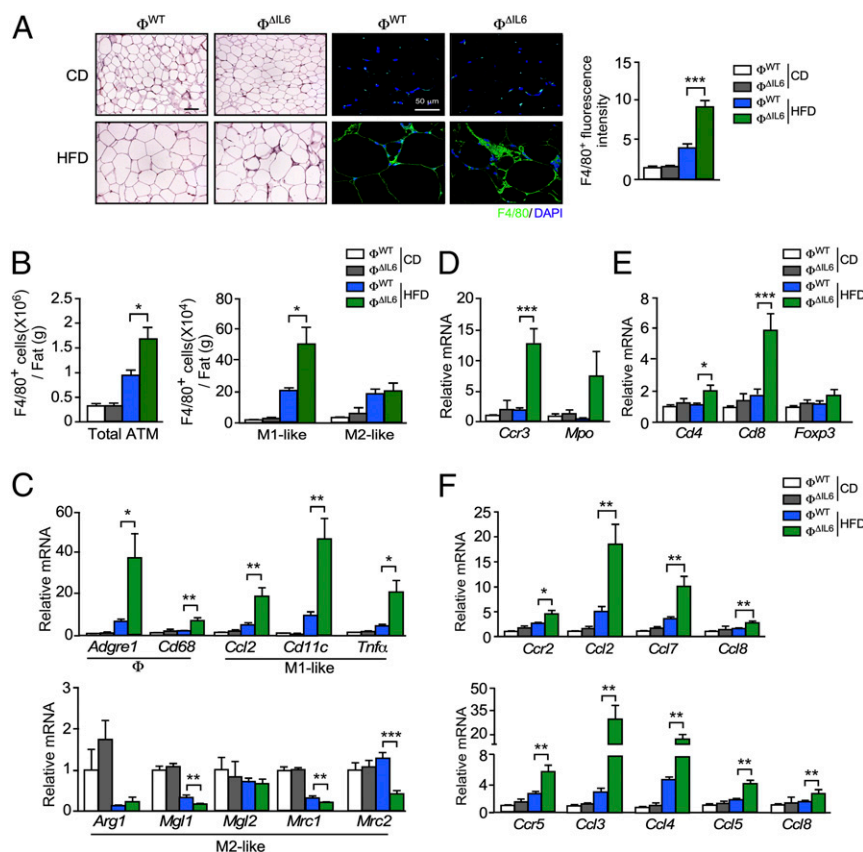 A
Φ^WT Φ^ΔIL6 Φ^WT Φ^ΔIL6
CD
HFD
50 μm
F4/80/DAPI
F4/80+ fluorescence
intensity
15
10
5
0
***
Φ^WT
Φ^ΔIL6
CD
Φ^WT
Φ^ΔIL6
HFD
B
F4/80+ cells(X10^6)
/ Fat (g)
2.5
2
1.5
1
0.5
0
*
Total ATM
F4/80+ cells(X10^4)
/ Fat (g)
80
60
40
20
0
*
M1-like M2-like
Φ^WT
Φ^ΔIL6
CD
Φ^WT
Φ^ΔIL6
HFD
D
Relative mRNA
20
15
10
5
0
***
Ccr3 Mpo
E
Relative mRNA
8
6
4
2
0
* ***
Cd4 Cd8 Foxp3
Φ^WT
Φ^ΔIL6
CD
Φ^WT
Φ^ΔIL6
HFD
C
Relative mRNA
60
40
20
0
* ** ** ** *
Adgre1 Cd68 Ccl2 Cd11c Tnfα
Φ M1-like
Relative mRNA
3
2
1
0
** ** ***
Arg1 Mgl1 Mgl2 Mrc1 Mrc2
M2-like
F
Relative mRNA
25
20
15
10
5
0
* ** ** **
Ccr2 Ccl2 Ccl7 Ccl8
Φ^WT
Φ^ΔIL6
CD
Φ^WT
Φ^ΔIL6
HFD
Relative mRNA
50
35
20
8
4
2
0
** ** ** ** **
Ccr5 Ccl3 Ccl4 Ccl5 Ccl8